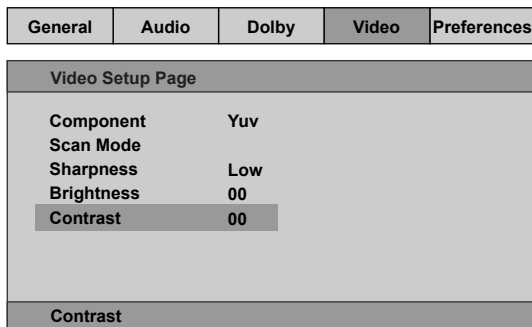 General Audio Dolby Video Preferences
Video Setup Page
Component Yuv
Scan Mode
Sharpness Low
Brightness 00
Contrast 00
Contrast